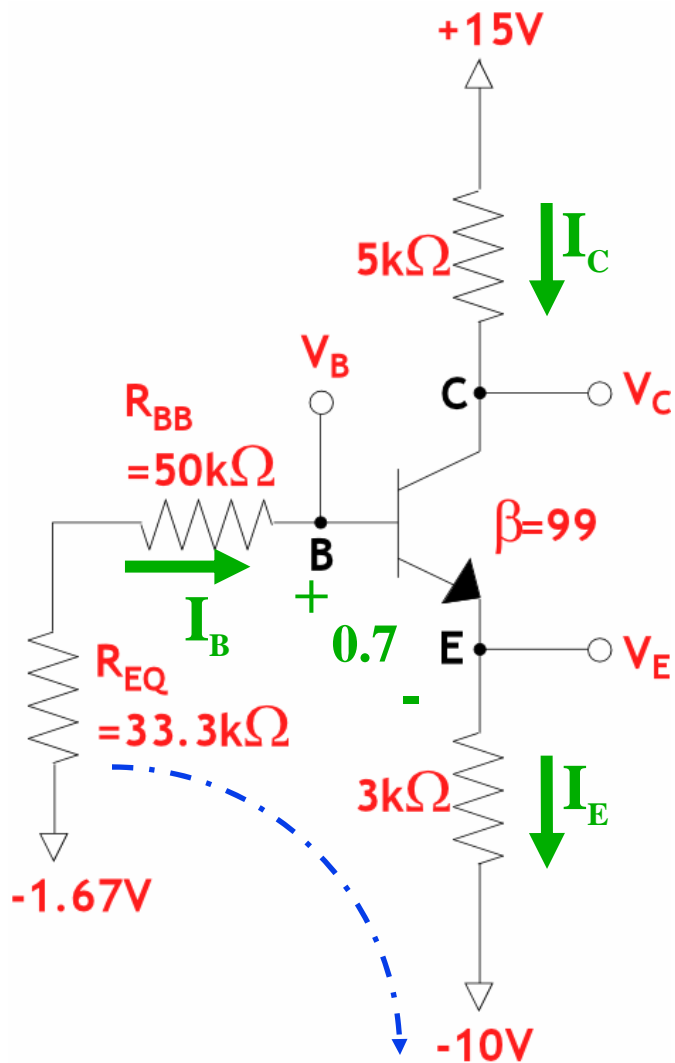 +15V
5kΩ
I_C
V_B
C
V_C
R_BB
=50kΩ
β=99
B
I_B
+
0.7
-
E
V_E
R_EQ
=33.3kΩ
3kΩ
I_E
-1.67V
-10V